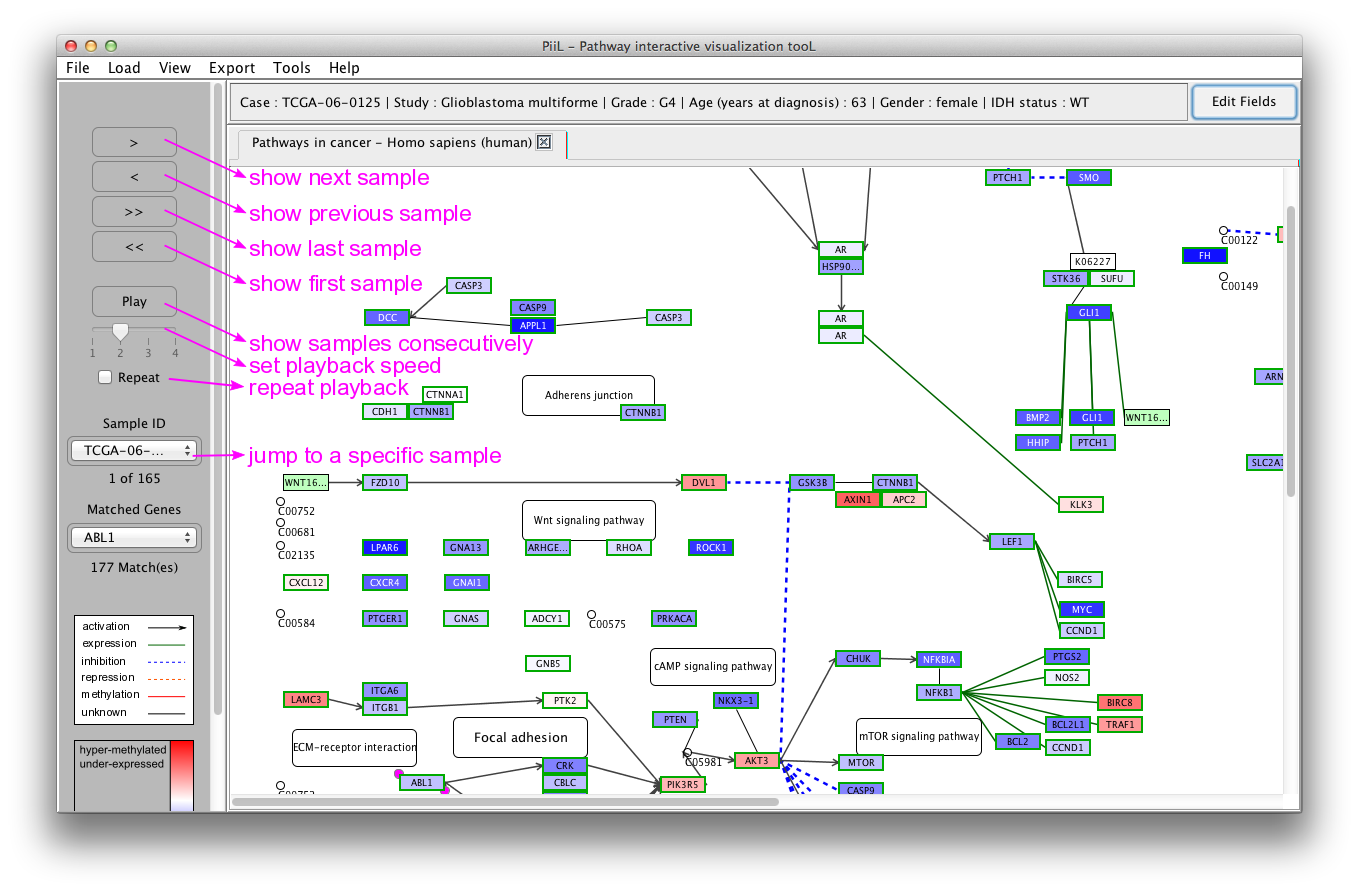 PiiL – Pathway interactive visualization tooL
File Load View Export Tools Help
Case : TCGA-06-0125 | Study : Glioblastoma multiforme | Grade : G4 | Age (years at diagnosis) : 63 | Gender : female | IDH status : WT
Edit Fields
Pathways in cancer – Homo sapiens (human)
>
show next sample
<
show previous sample
>>
show last sample
<<
show first sample
Play
show samples consecutively
1 2 3 4
set playback speed
Repeat
repeat playback
Sample ID
TCGA-06-...
jump to a specific sample
1 of 165
Matched Genes
ABL1
177 Match(es)
activation
expression
inhibition
repression
methylation
unknown
hyper-methylated
under-expressed
PTCH1 SMO
AR
HSP90...
C00122
FH
K06227
STK36 SUFU
C00149
CASP3
CASP9
DCC APPL1 CASP3
AR
AR
GLI1
Adherens junction
CTNNA1
CDH1 CTNNB1
CTNNB1
ARN
BMP2 GLI1 WNT16...
HHIP PTCH1
SLC2A1
WNT16... FZD10 DVL1 GSK3B CTNNB1
AXIN1 APC2
KLK3
C00752
C00681
C02135
Wnt signaling pathway
LEF1
LPAR6 GNA13 ARHGE... RHOA ROCK1
CXCL12 CXCR4 GNAI1
BIRC5
MYC
CCND1
C00584 PTGER1 GNAS ADCY1 C00575 PRKACA
GNB5
cAMP signaling pathway
CHUK NFKBIA PTGS2
NOS2
LAMC3 ITGA6
ITGB1 PTK2
NKX3-1
NFKB1
BIRC8
PTEN
BCL2L1 TRAF1
ECM-receptor interaction
Focal adhesion
mTOR signaling pathway
BCL2 CCND1
C05981 AKT3 MTOR
CRK
ABL1 CBLC PIK3R5
CASP9
C00753